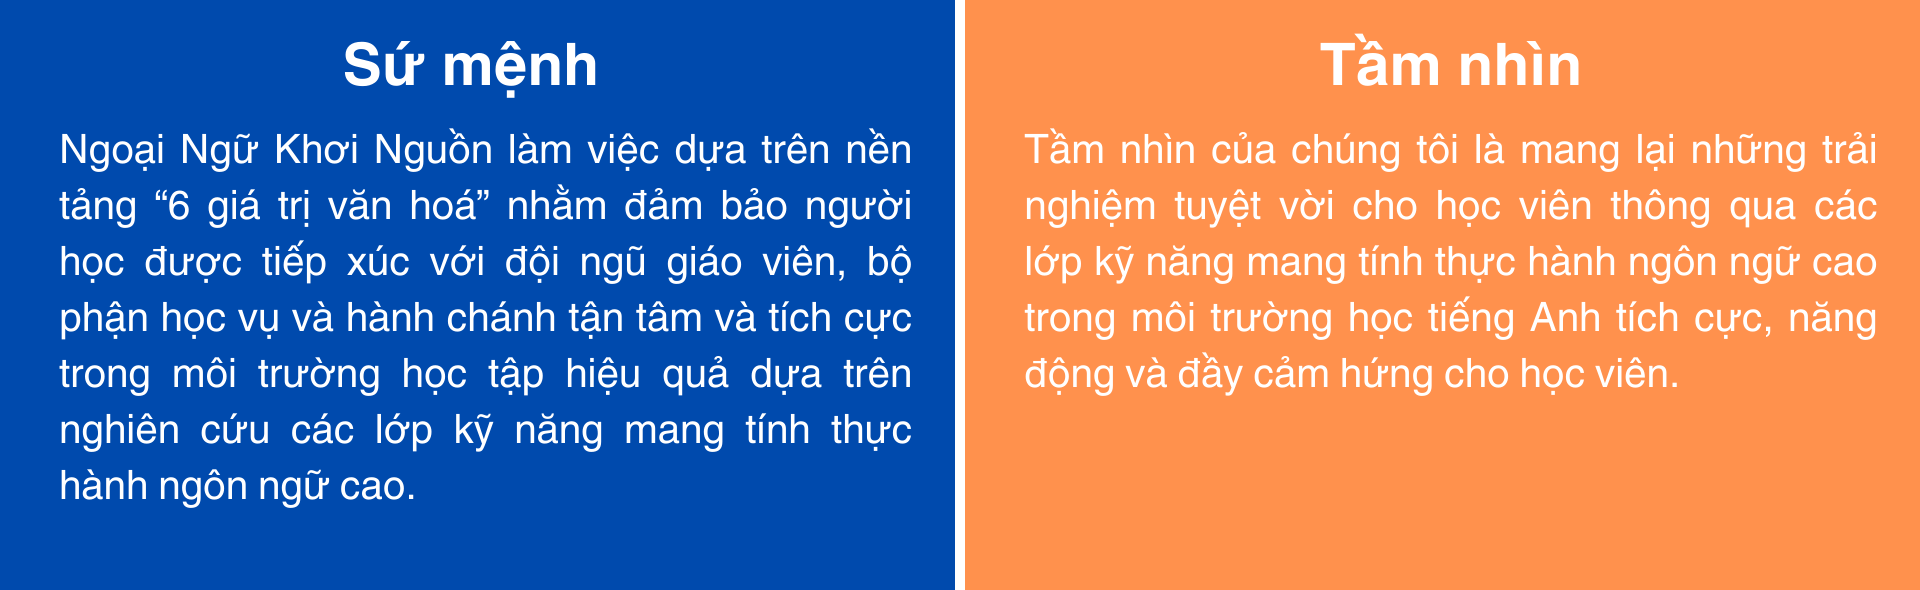 Sứ mệnh
Ngoại Ngữ Khơi Nguồn làm việc dựa trên nền
tảng “6 giá trị văn hoá” nhằm đảm bảo người
học được tiếp xúc với đội ngũ giáo viên, bộ
phận học vụ và hành chánh tận tâm và tích cực
trong môi trường học tập hiệu quả dựa trên
nghiên cứu các lớp kỹ năng mang tính thực
hành ngôn ngữ cao.
Tầm nhìn
Tầm nhìn của chúng tôi là mang lại những trải
nghiệm tuyệt vời cho học viên thông qua các
lớp kỹ năng mang tính thực hành ngôn ngữ cao
trong môi trường học tiếng Anh tích cực, năng
động và đầy cảm hứng cho học viên.